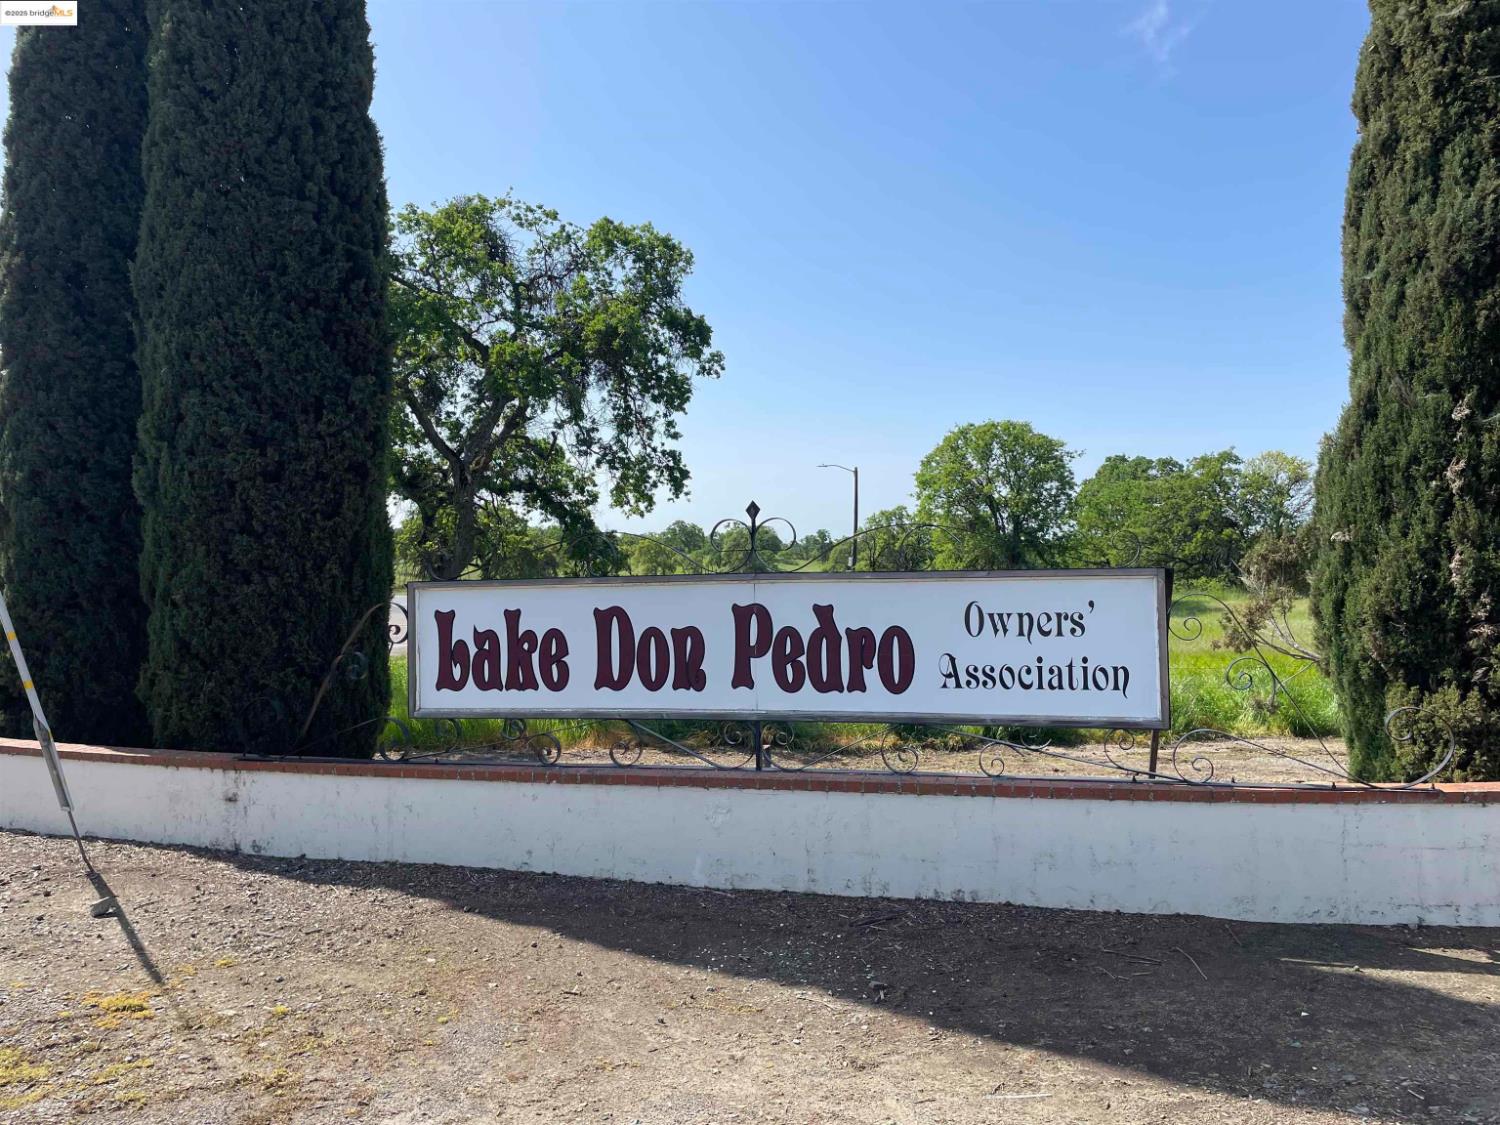 ©2025 bridgeMLS
Lake Don Pedro
Owners'
Association